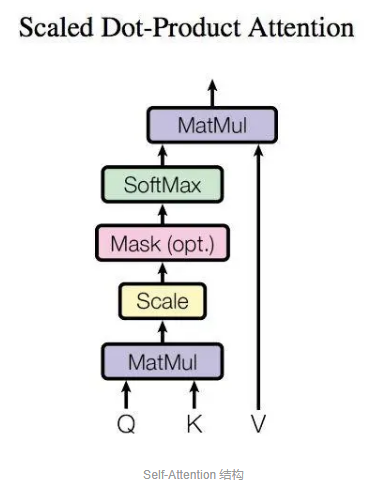 Scaled Dot-Product Attention
MatMul
SoftMax
Mask (opt.)
Scale
MatMul
Q K V
Self-Attention 结构